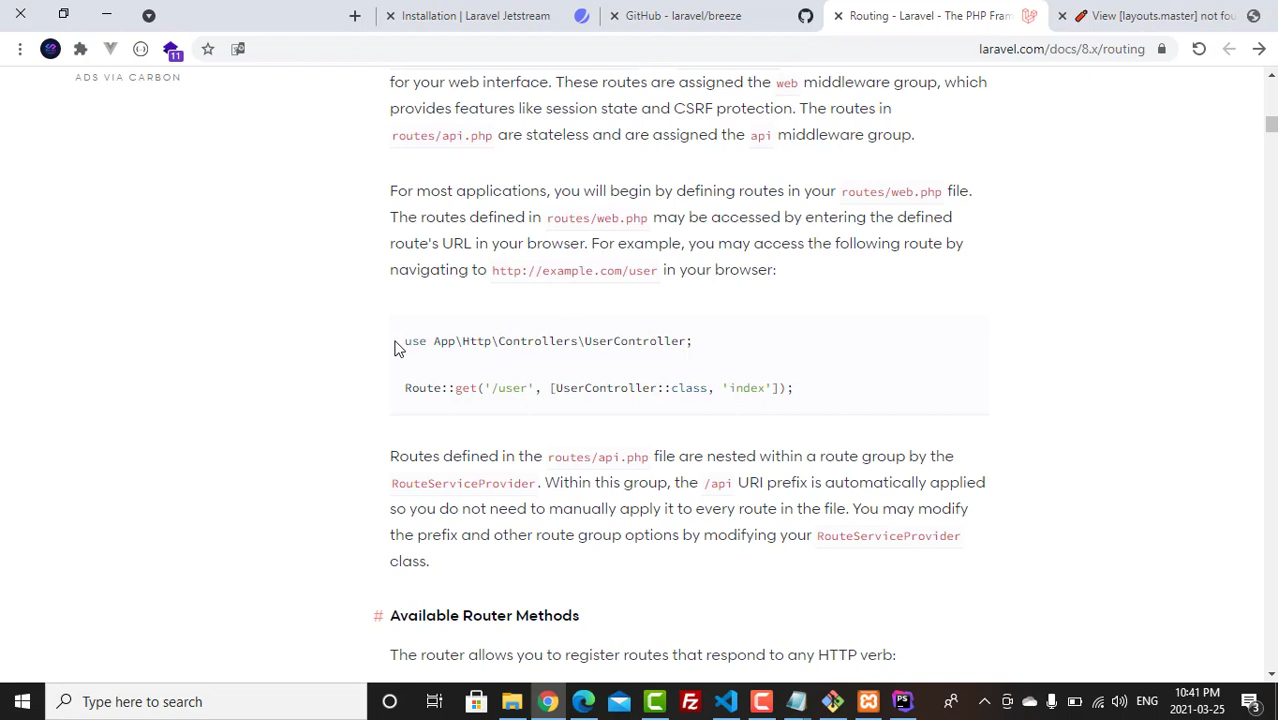 Installation | Laravel Jetstream
GitHub - laravel/breeze
Routing - Laravel - The PHP Fram
View [layouts.master] not fou
11
laravel.com/docs/8.x/routing
ADS VIA CARBON
for your web interface. These routes are assigned the web middleware group, which
provides features like session state and CSRF protection. The routes in
routes/api.php are stateless and are assigned the api middleware group.
For most applications, you will begin by defining routes in your routes/web.php file.
The routes defined in routes/web.php may be accessed by entering the defined
route's URL in your browser. For example, you may access the following route by
navigating to http://example.com/user in your browser:
use App\Http\Controllers\UserController;
Route::get('/user', [UserController::class, 'index']);
Routes defined in the routes/api.php file are nested within a route group by the
RouteServiceProvider. Within this group, the /api URI prefix is automatically applied
so you do not need to manually apply it to every route in the file. You may modify
the prefix and other route group options by modifying your RouteServiceProvider
class.
# Available Router Methods
The router allows you to register routes that respond to any HTTP verb:
Type here to search
PS
ENG
10:41 PM
2021-03-25
3